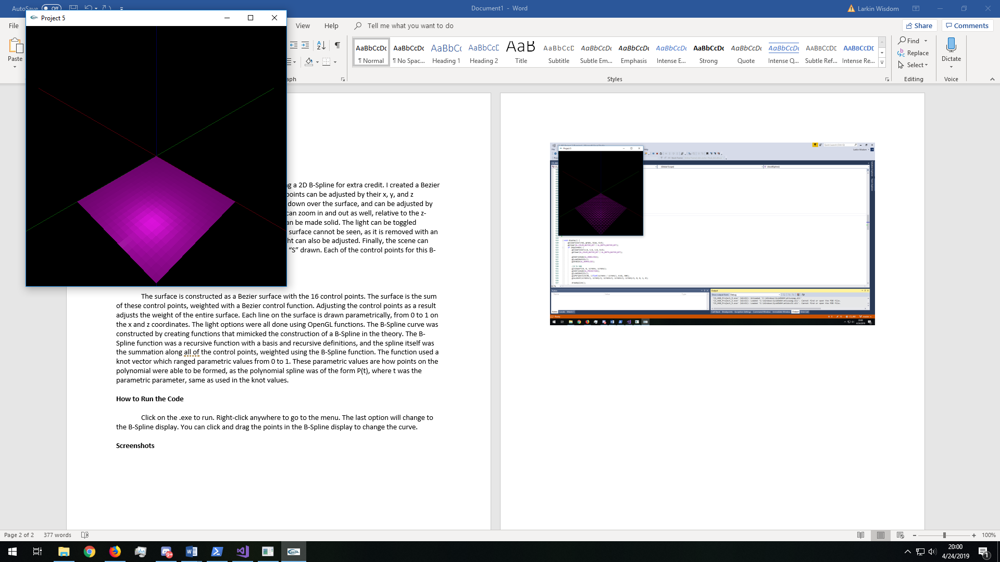 AutoSave Off
Document1 - Word
Larkin Wisdom
Project 5
File
View
Help
Tell me what you want to do
Share
Comments
Paste
AaBbCcDc
¶ Normal
AaBbCcDc
¶ No Spac...
AaBbCc
Heading 1
AaBbCcD
Heading 2
AaB
Title
AaBbCcD
Subtitle
AaBbCcDc
Subtle Em...
AaBbCcDc
Emphasis
AaBbCcDc
Intense E...
AaBbCcDc
Strong
AaBbCcDc
Quote
AaBbCcDc
Intense Q...
AABBCCDE
Subtle Ref...
AABBCCDE
Intense Re...
Find
Replace
Select
Dictate
aph
Styles
Editing
Voice
g a 2D B-Spline for extra credit. I created a Bezier
points can be adjusted by their x, y, and z
down over the surface, and can be adjusted by
can zoom in and out as well, relative to the z-
an be made solid. The light can be toggled
surface cannot be seen, as it is removed with an
ht can also be adjusted. Finally, the scene can
“S” drawn. Each of the control points for this B-
The surface is constructed as a Bezier surface with the 16 control points. The surface is the sum
of these control points, weighted with a Bezier control function. Adjusting the control points as a result
adjusts the weight of the entire surface. Each line on the surface is drawn parametrically, from 0 to 1 on
the x and z coordinates. The light options were all done using OpenGL functions. The B-Spline curve was
constructed by creating functions that mimicked the construction of a B-Spline in the theory. The B-
Spline function was a recursive function with a basis and recursive definitions, and the spline itself was
the summation along all of the control points, weighted using the B-Spline function. The function used a
knot vector which ranged parametric values from 0 to 1. These parametric values are how points on the
polynomial were able to be formed, as the polynomial spline was of the form P(t), where t was the
parametric parameter, same as used in the knot values.
How to Run the Code
Click on the .exe to run. Right-click anywhere to go to the menu. The last option will change to
the B-Spline display. You can click and drag the points in the B-Spline display to change the curve.
Screenshots
Project 5
Page 2 of 2
377 words
100%
20:00
4/24/2019